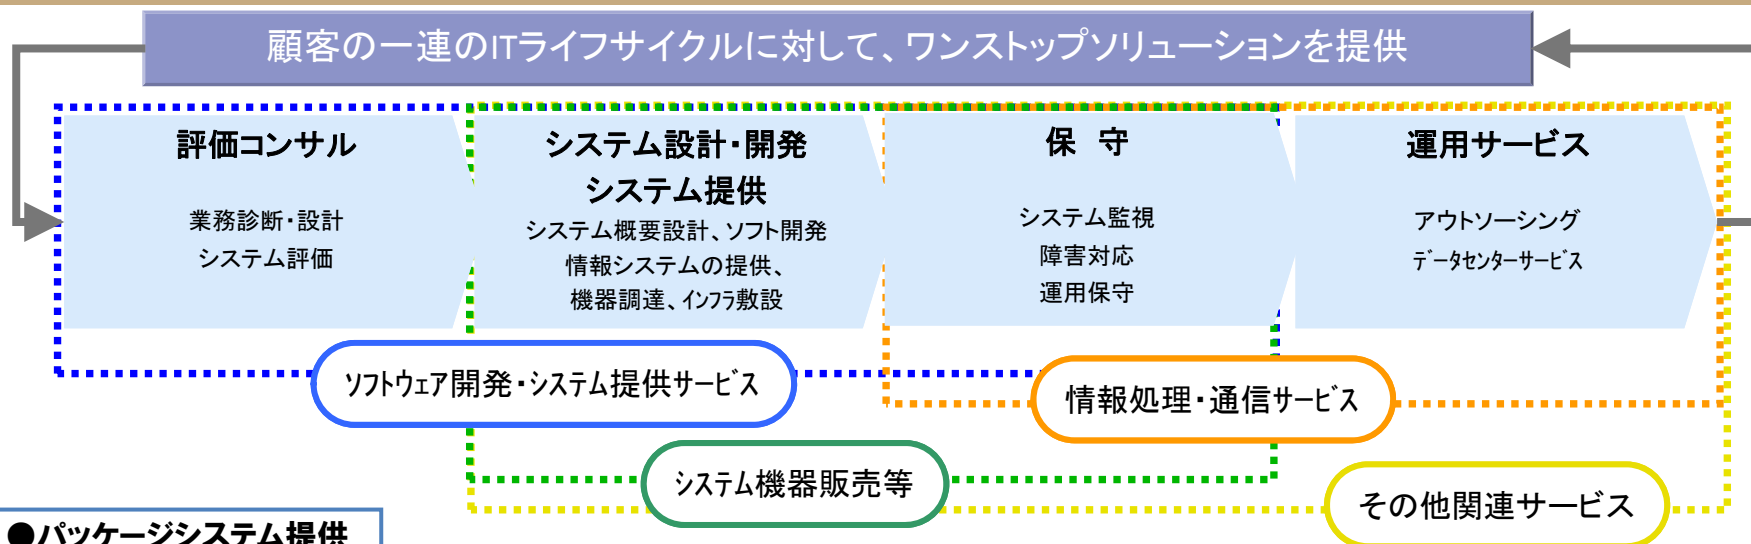 顧客の一連のITライフサイクルに対して、ワンストップソリューションを提供
評価コンサル
業務診断・設計
システム評価
システム設計・開発
システム提供
システム概要設計、ソフト開発
情報システムの提供、
機器調達、インフラ敷設
保 守
システム監視
障害対応
運用保守
運用サービス
アウトソーシング
データセンターサービス
ソフトウェア開発・システム提供サービス
情報処理・通信サービス
システム機器販売等
その他関連サービス
●パッケージシステム提供